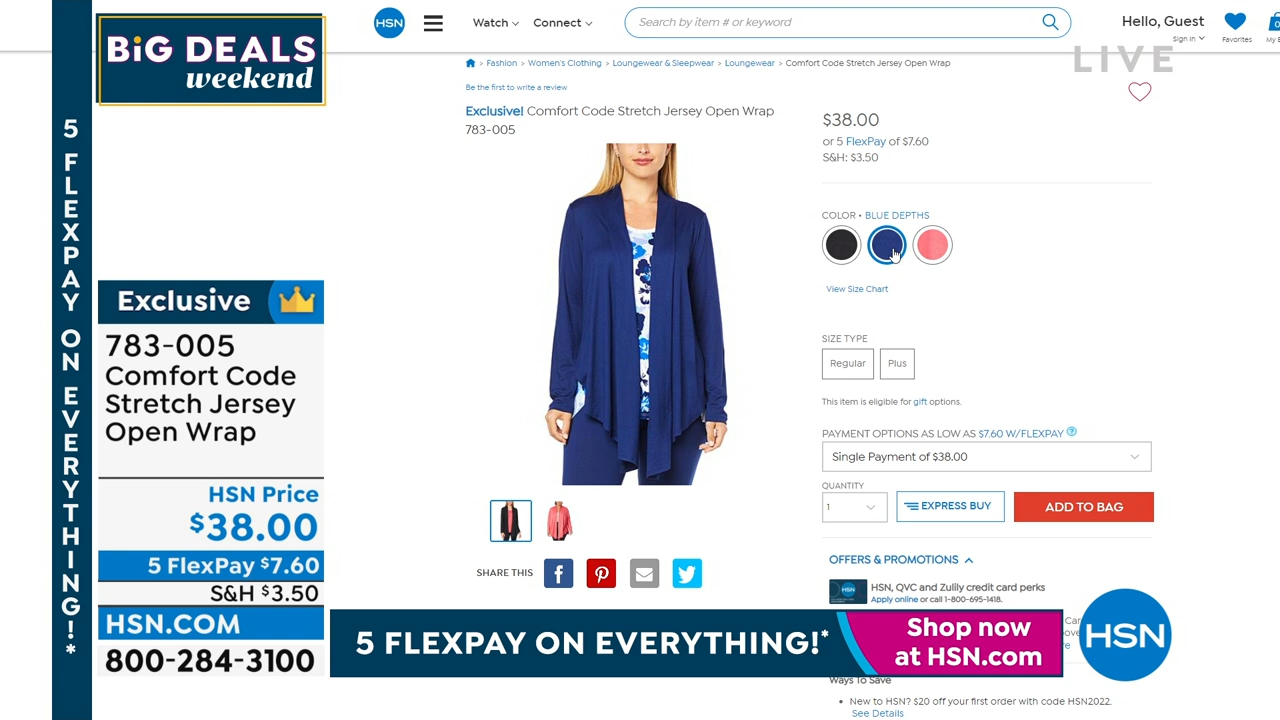 BiG DEALS
weekend
5 FLEXPAY ON EVERYTHING!*
HSN
Watch
Connect
Search by item # or keyword
Hello, Guest
Sign in
Favorites
0
LIVE
> Fashion > Women's Clothing > Loungewear & Sleepwear > Loungewear > Comfort Code Stretch Jersey Open Wrap
Be the first to write a review
Exclusive! Comfort Code Stretch Jersey Open Wrap
783-005
$38.00
or 5 FlexPay of $7.60
S&H: $3.50
COLOR • BLUE DEPTHS
View Size Chart
SIZE TYPE
Regular
Plus
This item is eligible for gift options.
PAYMENT OPTIONS AS LOW AS $7.60 W/FLEXPAY ?
Single Payment of $38.00
QUANTITY
1
EXPRESS BUY
ADD TO BAG
OFFERS & PROMOTIONS
HSN, QVC and Zulily credit card perks
Apply online or call 1-800-695-1418.
Ways To Save
• New to HSN? $20 off your first order with code HSN2022.
See Details
SHARE THIS
Exclusive
783-005
Comfort Code
Stretch Jersey
Open Wrap
HSN Price
$38.00
5 FlexPay $7.60
S&H $3.50
HSN.COM
800-284-3100
5 FLEXPAY ON EVERYTHING!*
Shop now
at HSN.com
HSN